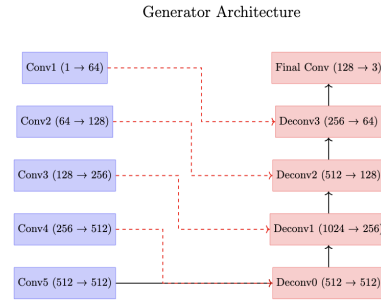 Generator Architecture
Conv1 (1 → 64)
Final Conv (128 → 3)
Conv2 (64 → 128)
Deconv3 (256 → 64)
Conv3 (128 → 256)
Deconv2 (512 → 128)
Conv4 (256 → 512)
Deconv1 (1024 → 256)
Conv5 (512 → 512)
Deconv0 (512 → 512)